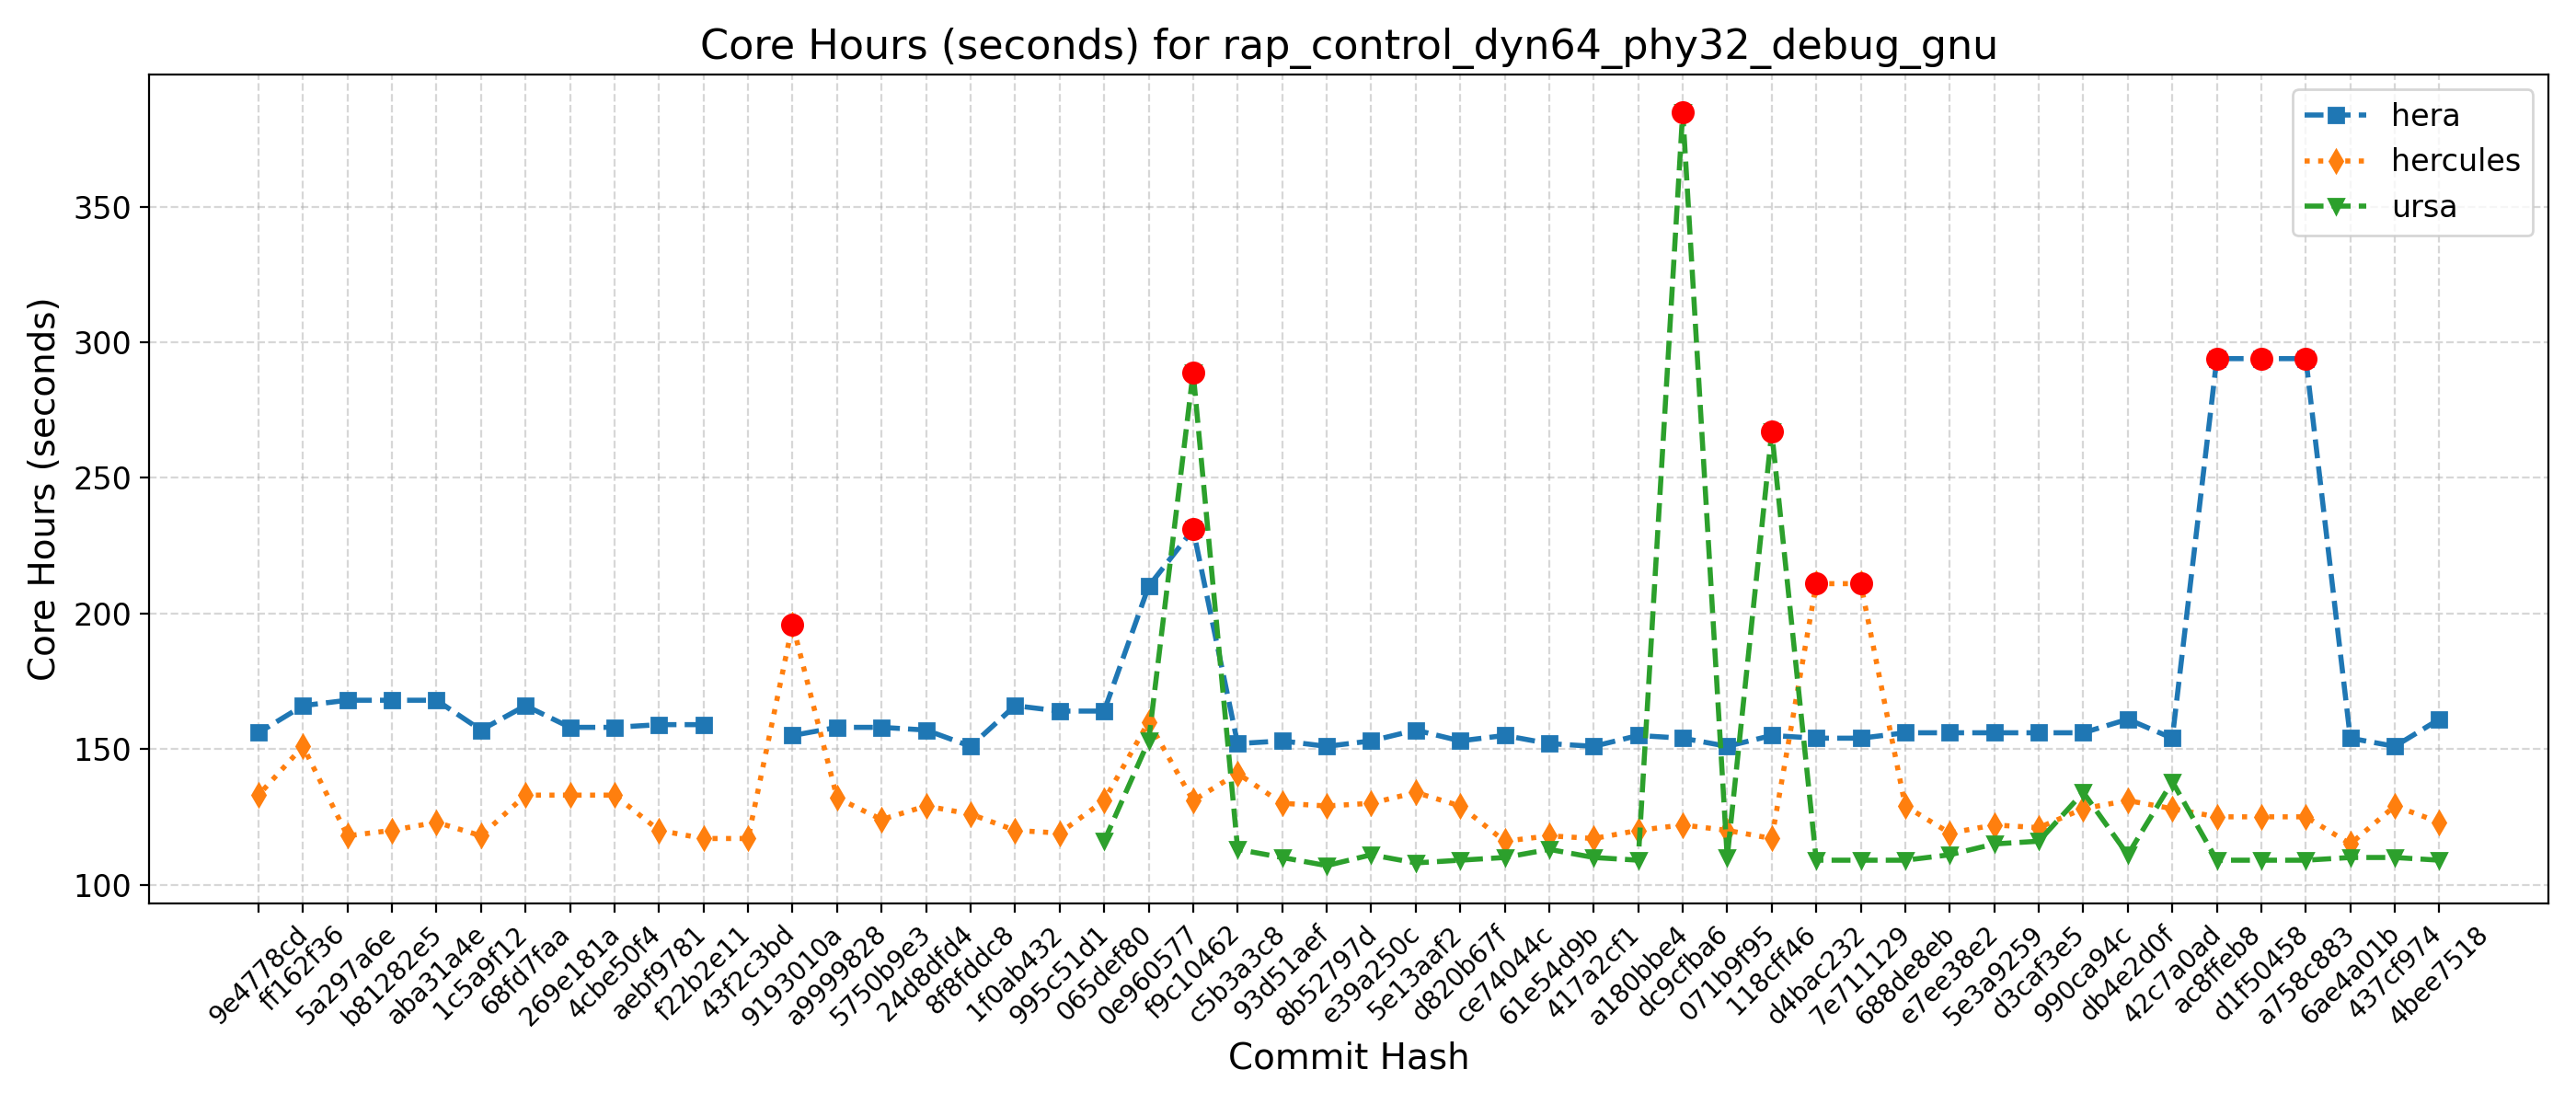 Core Hours (seconds) for rap_control_dyn64_phy32_debug_gnu
hera
hercules
ursa
Core Hours (seconds)
350
300
250
200
150
100
9e4778cd
ff162f36
5a297a6e
b81282e5
aba31a4e
1c5a9f12
68fd7faa
269e181a
4cbe50f4
aebf9781
f22b2e11
43f2c3bd
9193010a
a9999828
5750b9e3
24d8dfd4
8f8fddc8
1f0ab432
995c51d1
065def80
0e960577
f9c10462
c5b3a3c8
93d51aef
8b52797d
e39a250c
5e13aaf2
d820b67f
ce74044c
61e54d9b
417a2cf1
a180bbe4
dc9cfba6
071b9f95
118cff46
d4bac232
7e711129
688de8eb
e7ee38e2
5e3a9259
d3caf3e5
990ca94c
db4e2d0f
42c7a0ad
ac8ffeb8
d1f50458
a758c883
6ae4a01b
437cf974
4bee7518
Commit Hash